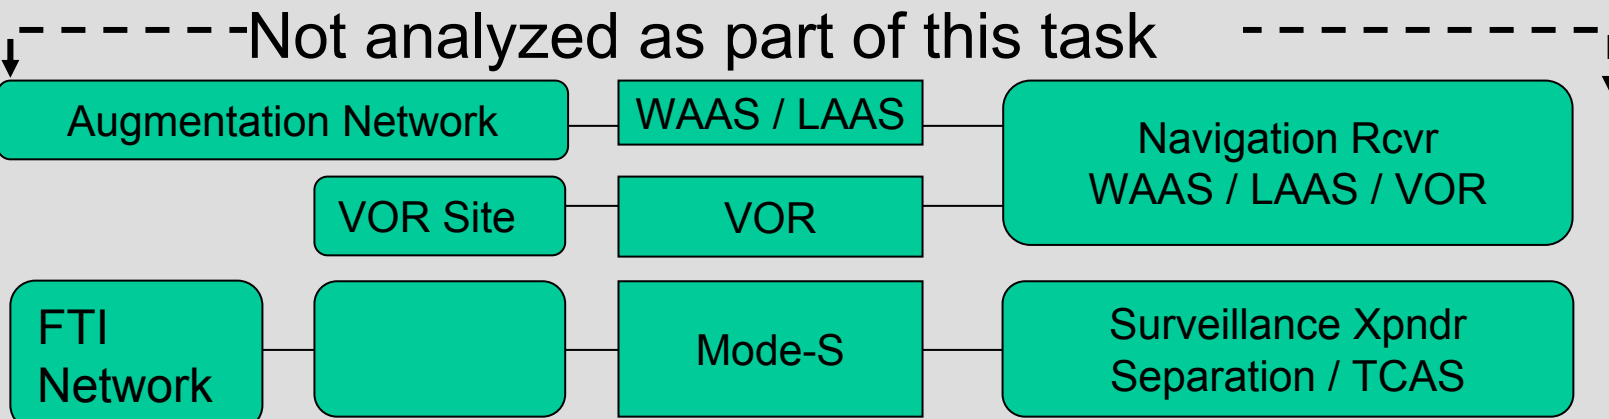 Not analyzed as part of this task
Augmentation Network
WAAS / LAAS
Navigation Rcvr
WAAS / LAAS / VOR
VOR Site
VOR
FTI
Network
Mode-S
Surveillance Xpndr
Separation / TCAS